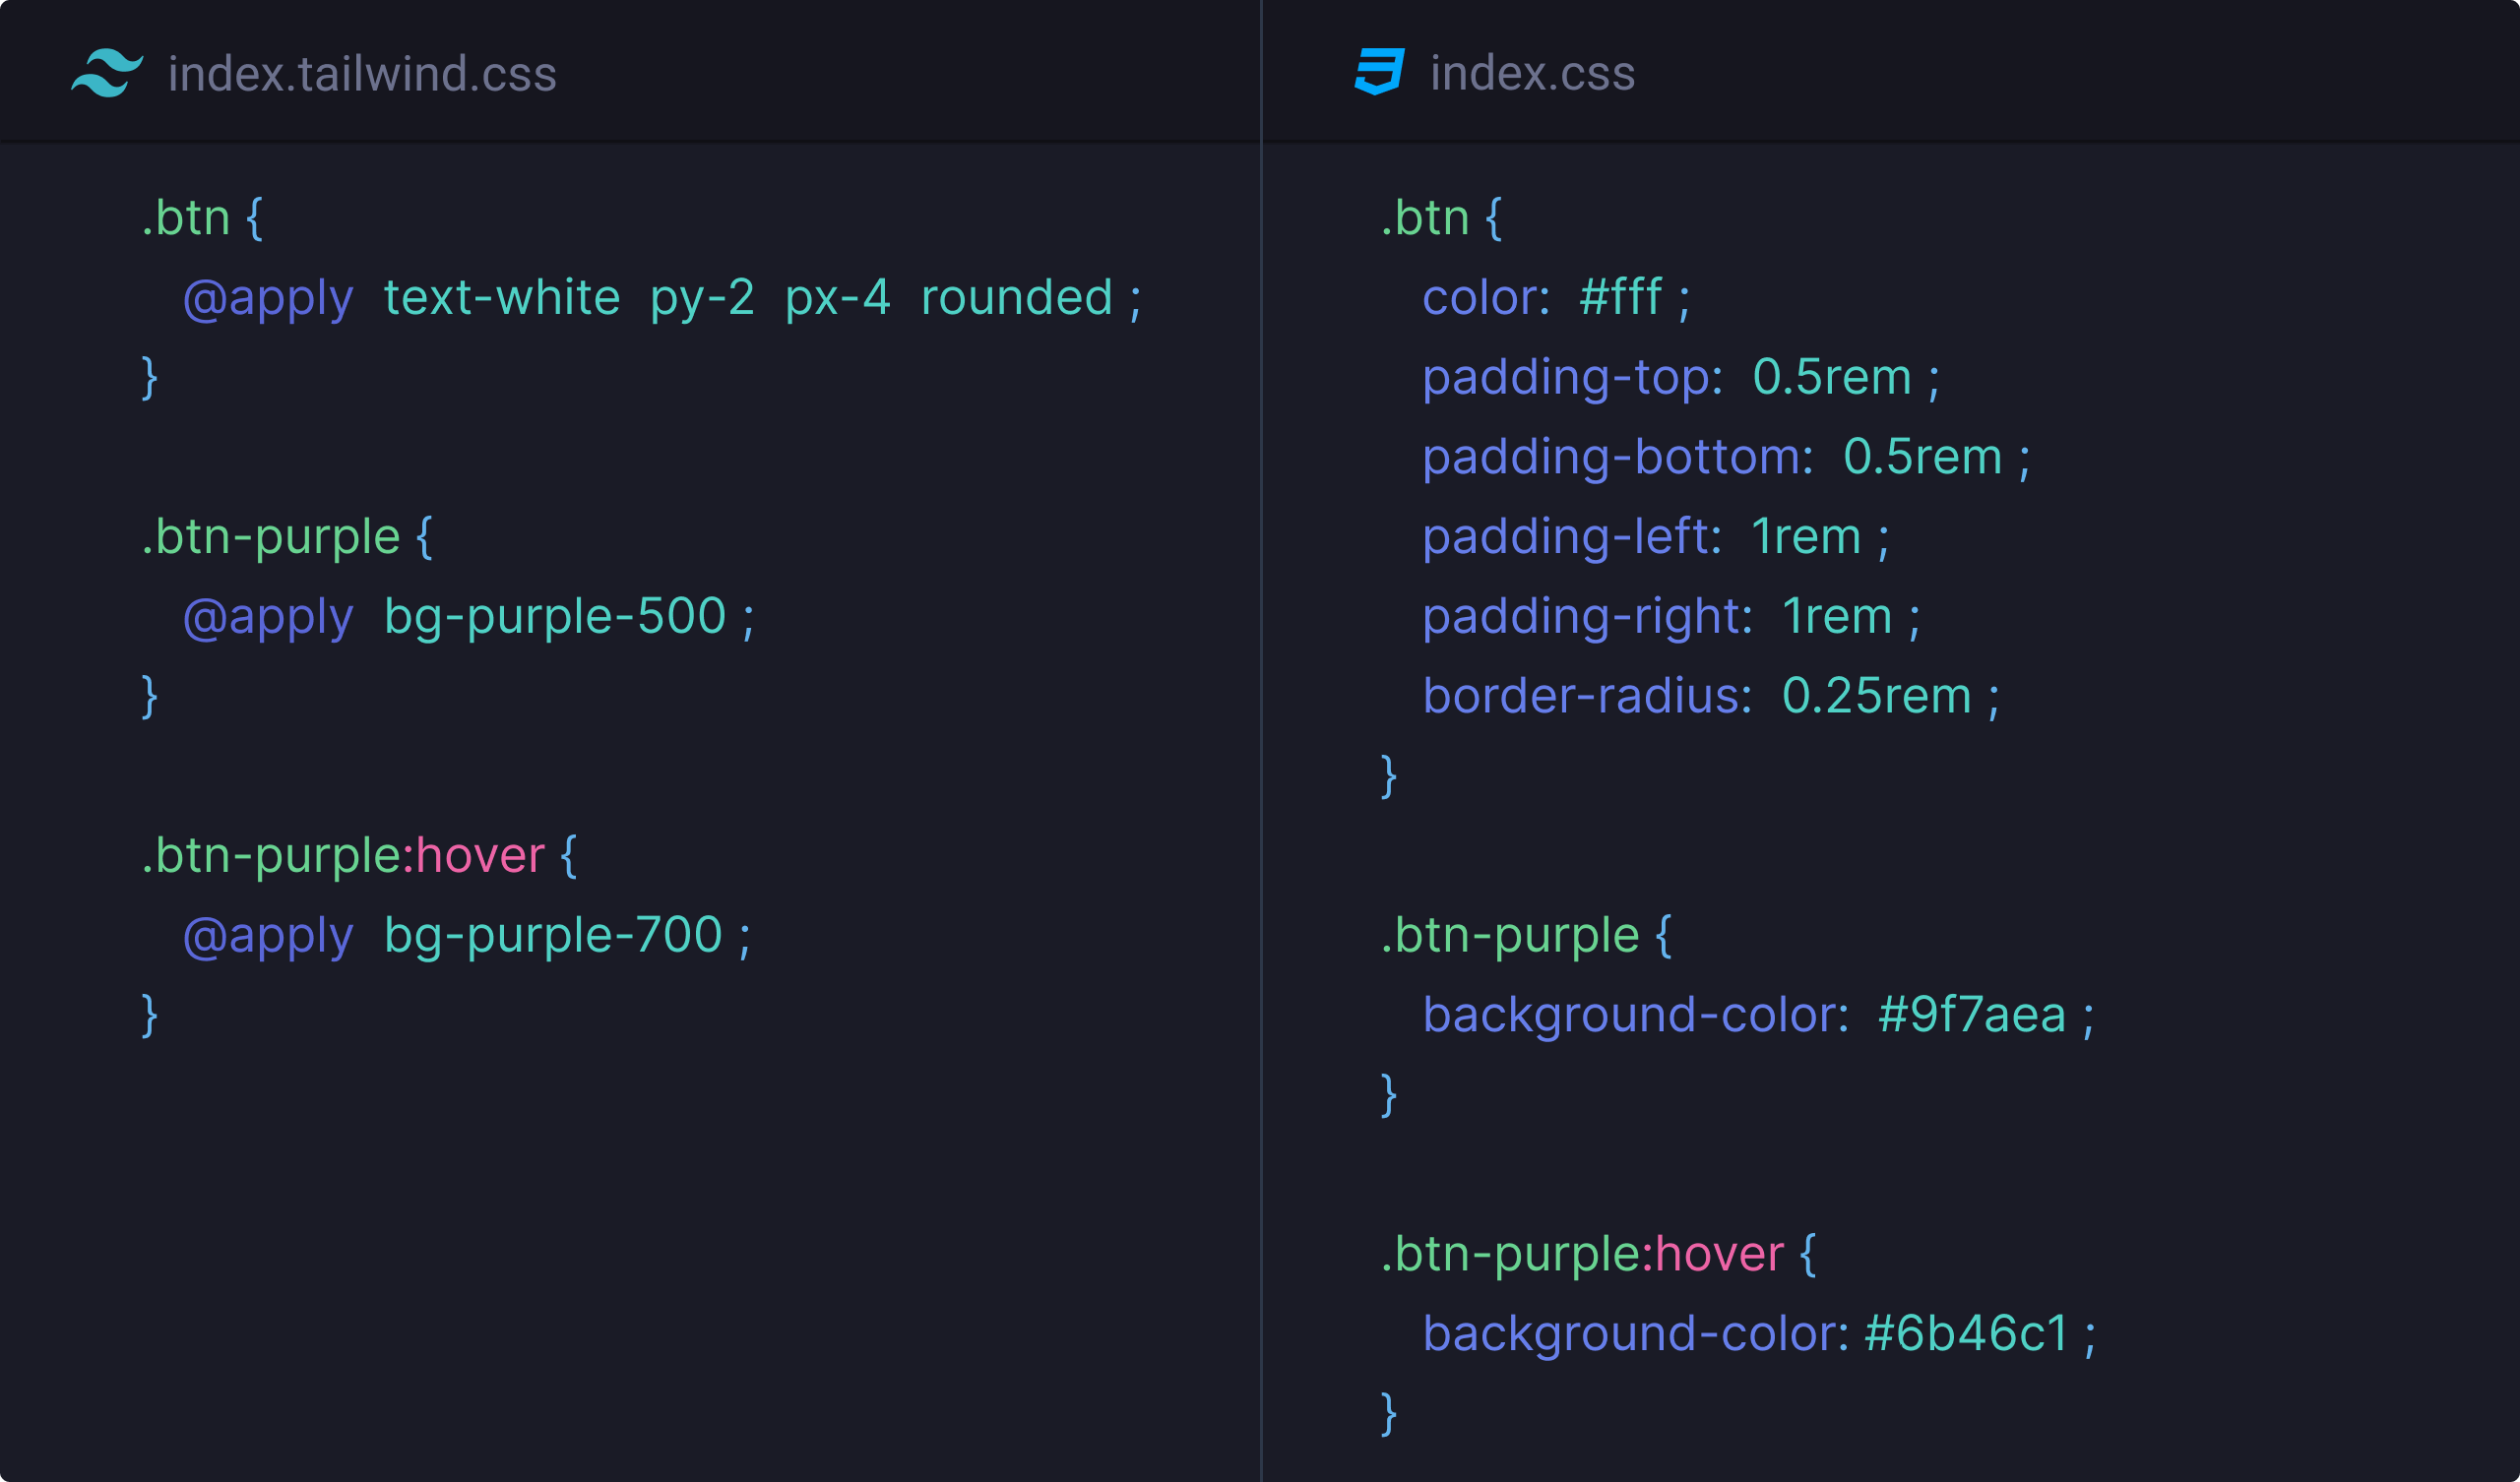 index.tailwind.css
.btn {
@apply text-white py-2 px-4 rounded ;
}
.btn-purple {
@apply bg-purple-500 ;
}
.btn-purple:hover {
@apply bg-purple-700 ;
}
index.css
.btn {
color: #fff ;
padding-top: 0.5rem ;
padding-bottom: 0.5rem ;
padding-left: 1rem ;
padding-right: 1rem ;
border-radius: 0.25rem ;
}
.btn-purple {
background-color: #9f7aea ;
}
.btn-purple:hover {
background-color: #6b46c1 ;
}